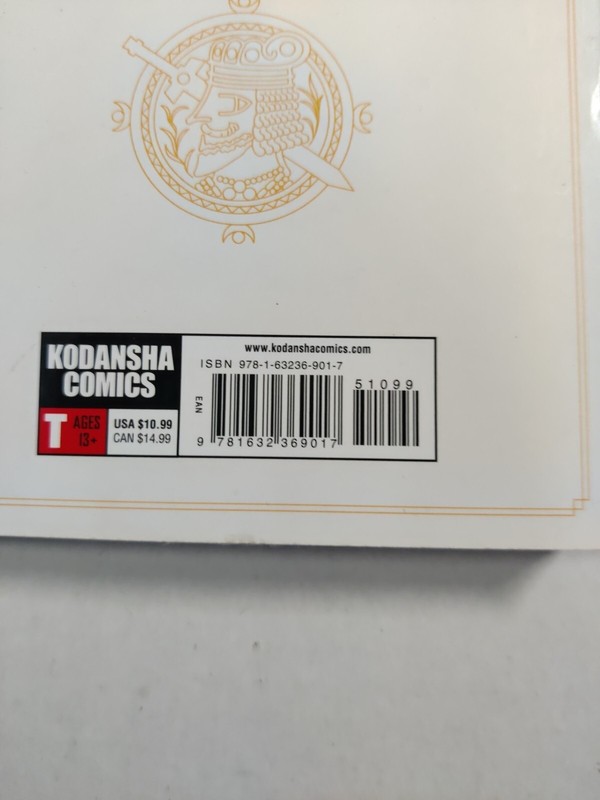 KODANSHA
COMICS
T
AGES
13+
USA $10.99
CAN $14.99
www.kodanshacomics.com
ISBN 978-1-63236-901-7
51099
EAN
9 781632 369017